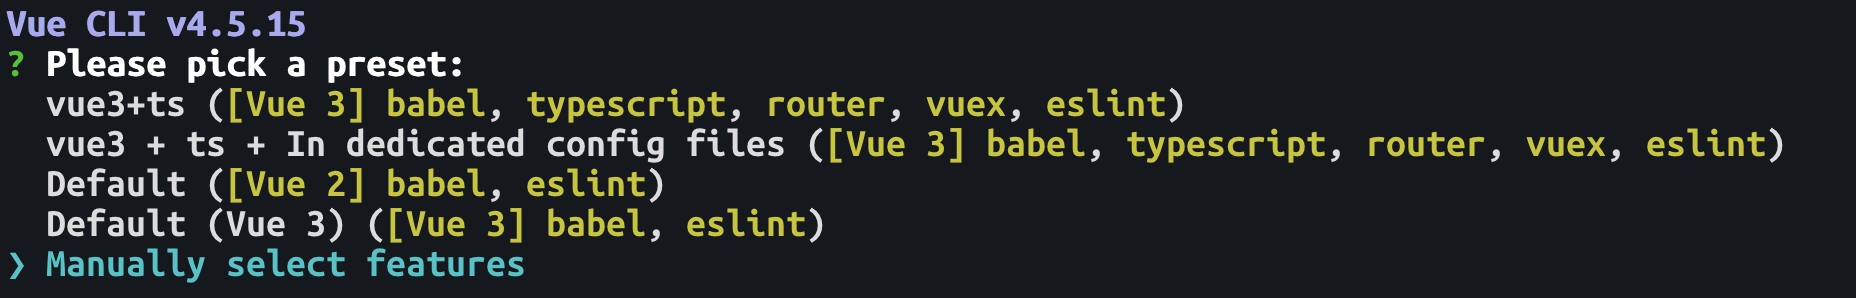 Vue CLI v4.5.15
? Please pick a preset:
vue3+ts ([Vue 3] babel, typescript, router, vuex, eslint)
vue3 + ts + In dedicated config files ([Vue 3] babel, typescript, router, vuex, eslint)
Default ([Vue 2] babel, eslint)
Default (Vue 3) ([Vue 3] babel, eslint)
❯ Manually select features